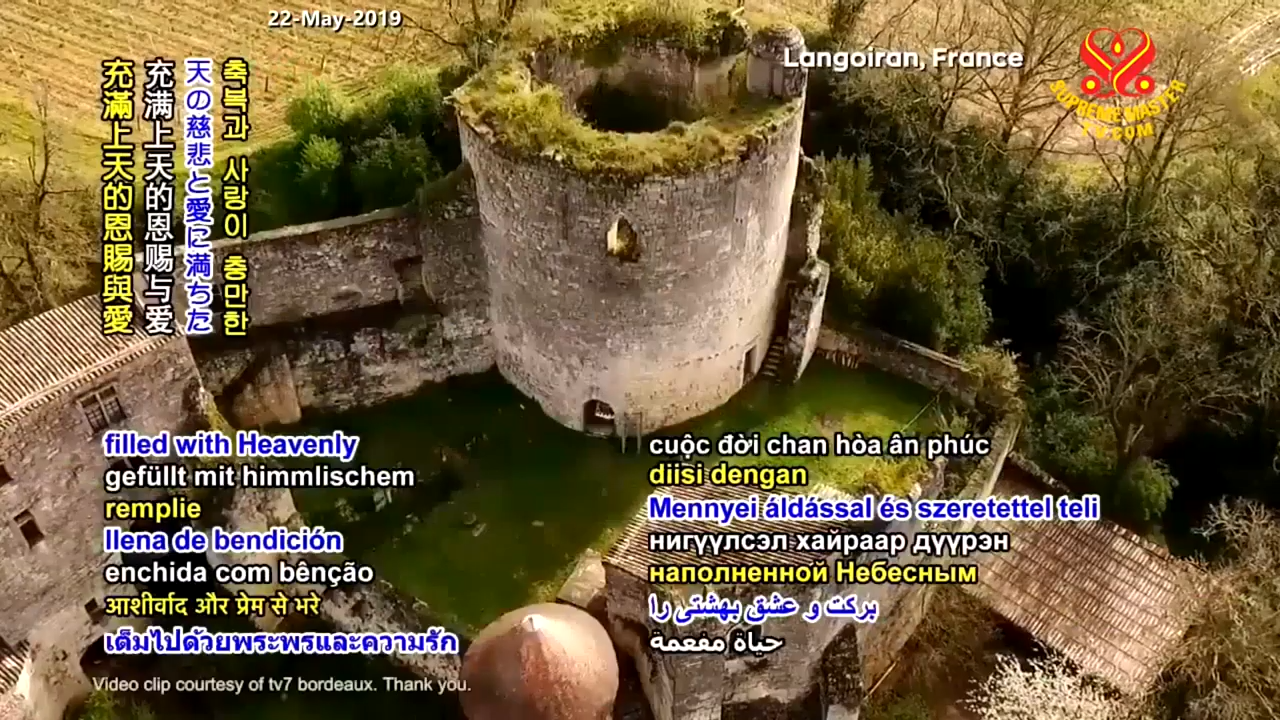 22-May-2019
Langoiran, France
SUPREME MASTER
TV.COM
축복과 사랑이 충만한
天の慈悲と愛に満ちた
充满上天的恩赐与爱
充滿上天的恩賜與愛
filled with Heavenly
gefüllt mit himmlischem
remplie
llena de bendición
enchida com bênção
आशीर्वाद और प्रेम से भरे
เต็มไปด้วยพระพรและความรัก
cuộc đời chan hòa ân phúc
diisi dengan
Mennyei áldással és szeretettel teli
нигүүлсэл хайраар дүүрэн
наполненной Небесным
برکت و عشق بهشتی را
حياة مفعمة
Video clip courtesy of tv7 bordeaux. Thank you.